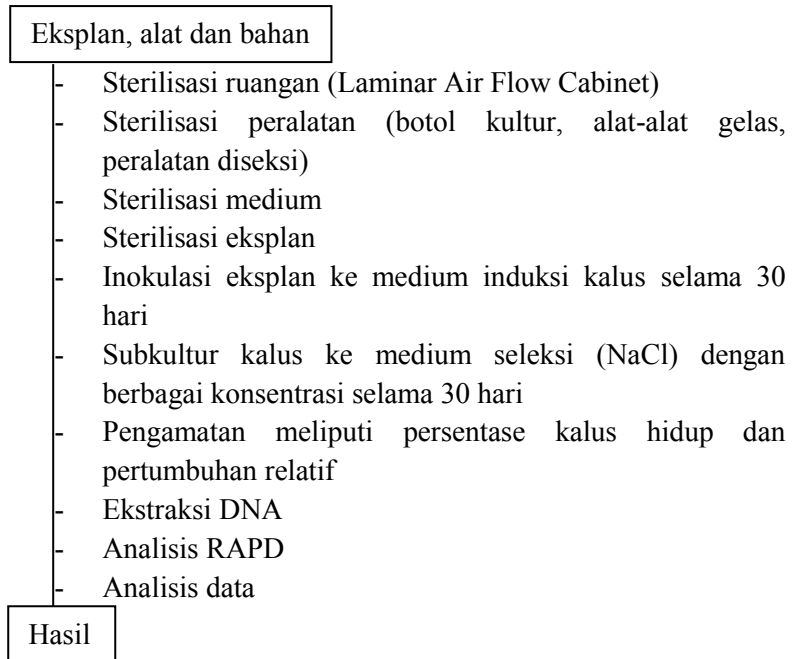 Eksplan, alat dan bahan
- Sterilisasi ruangan (Laminar Air Flow Cabinet)
- Sterilisasi peralatan (botol kultur, alat-alat gelas,
peralatan diseksi)
- Sterilisasi medium
- Sterilisasi eksplan
- Inokulasi eksplan ke medium induksi kalus selama 30
hari
- Subkultur kalus ke medium seleksi (NaCl) dengan
berbagai konsentrasi selama 30 hari
- Pengamatan meliputi persentase kalus hidup dan
pertumbuhan relatif
- Ekstraksi DNA
- Analisis RAPD
- Analisis data
Hasil